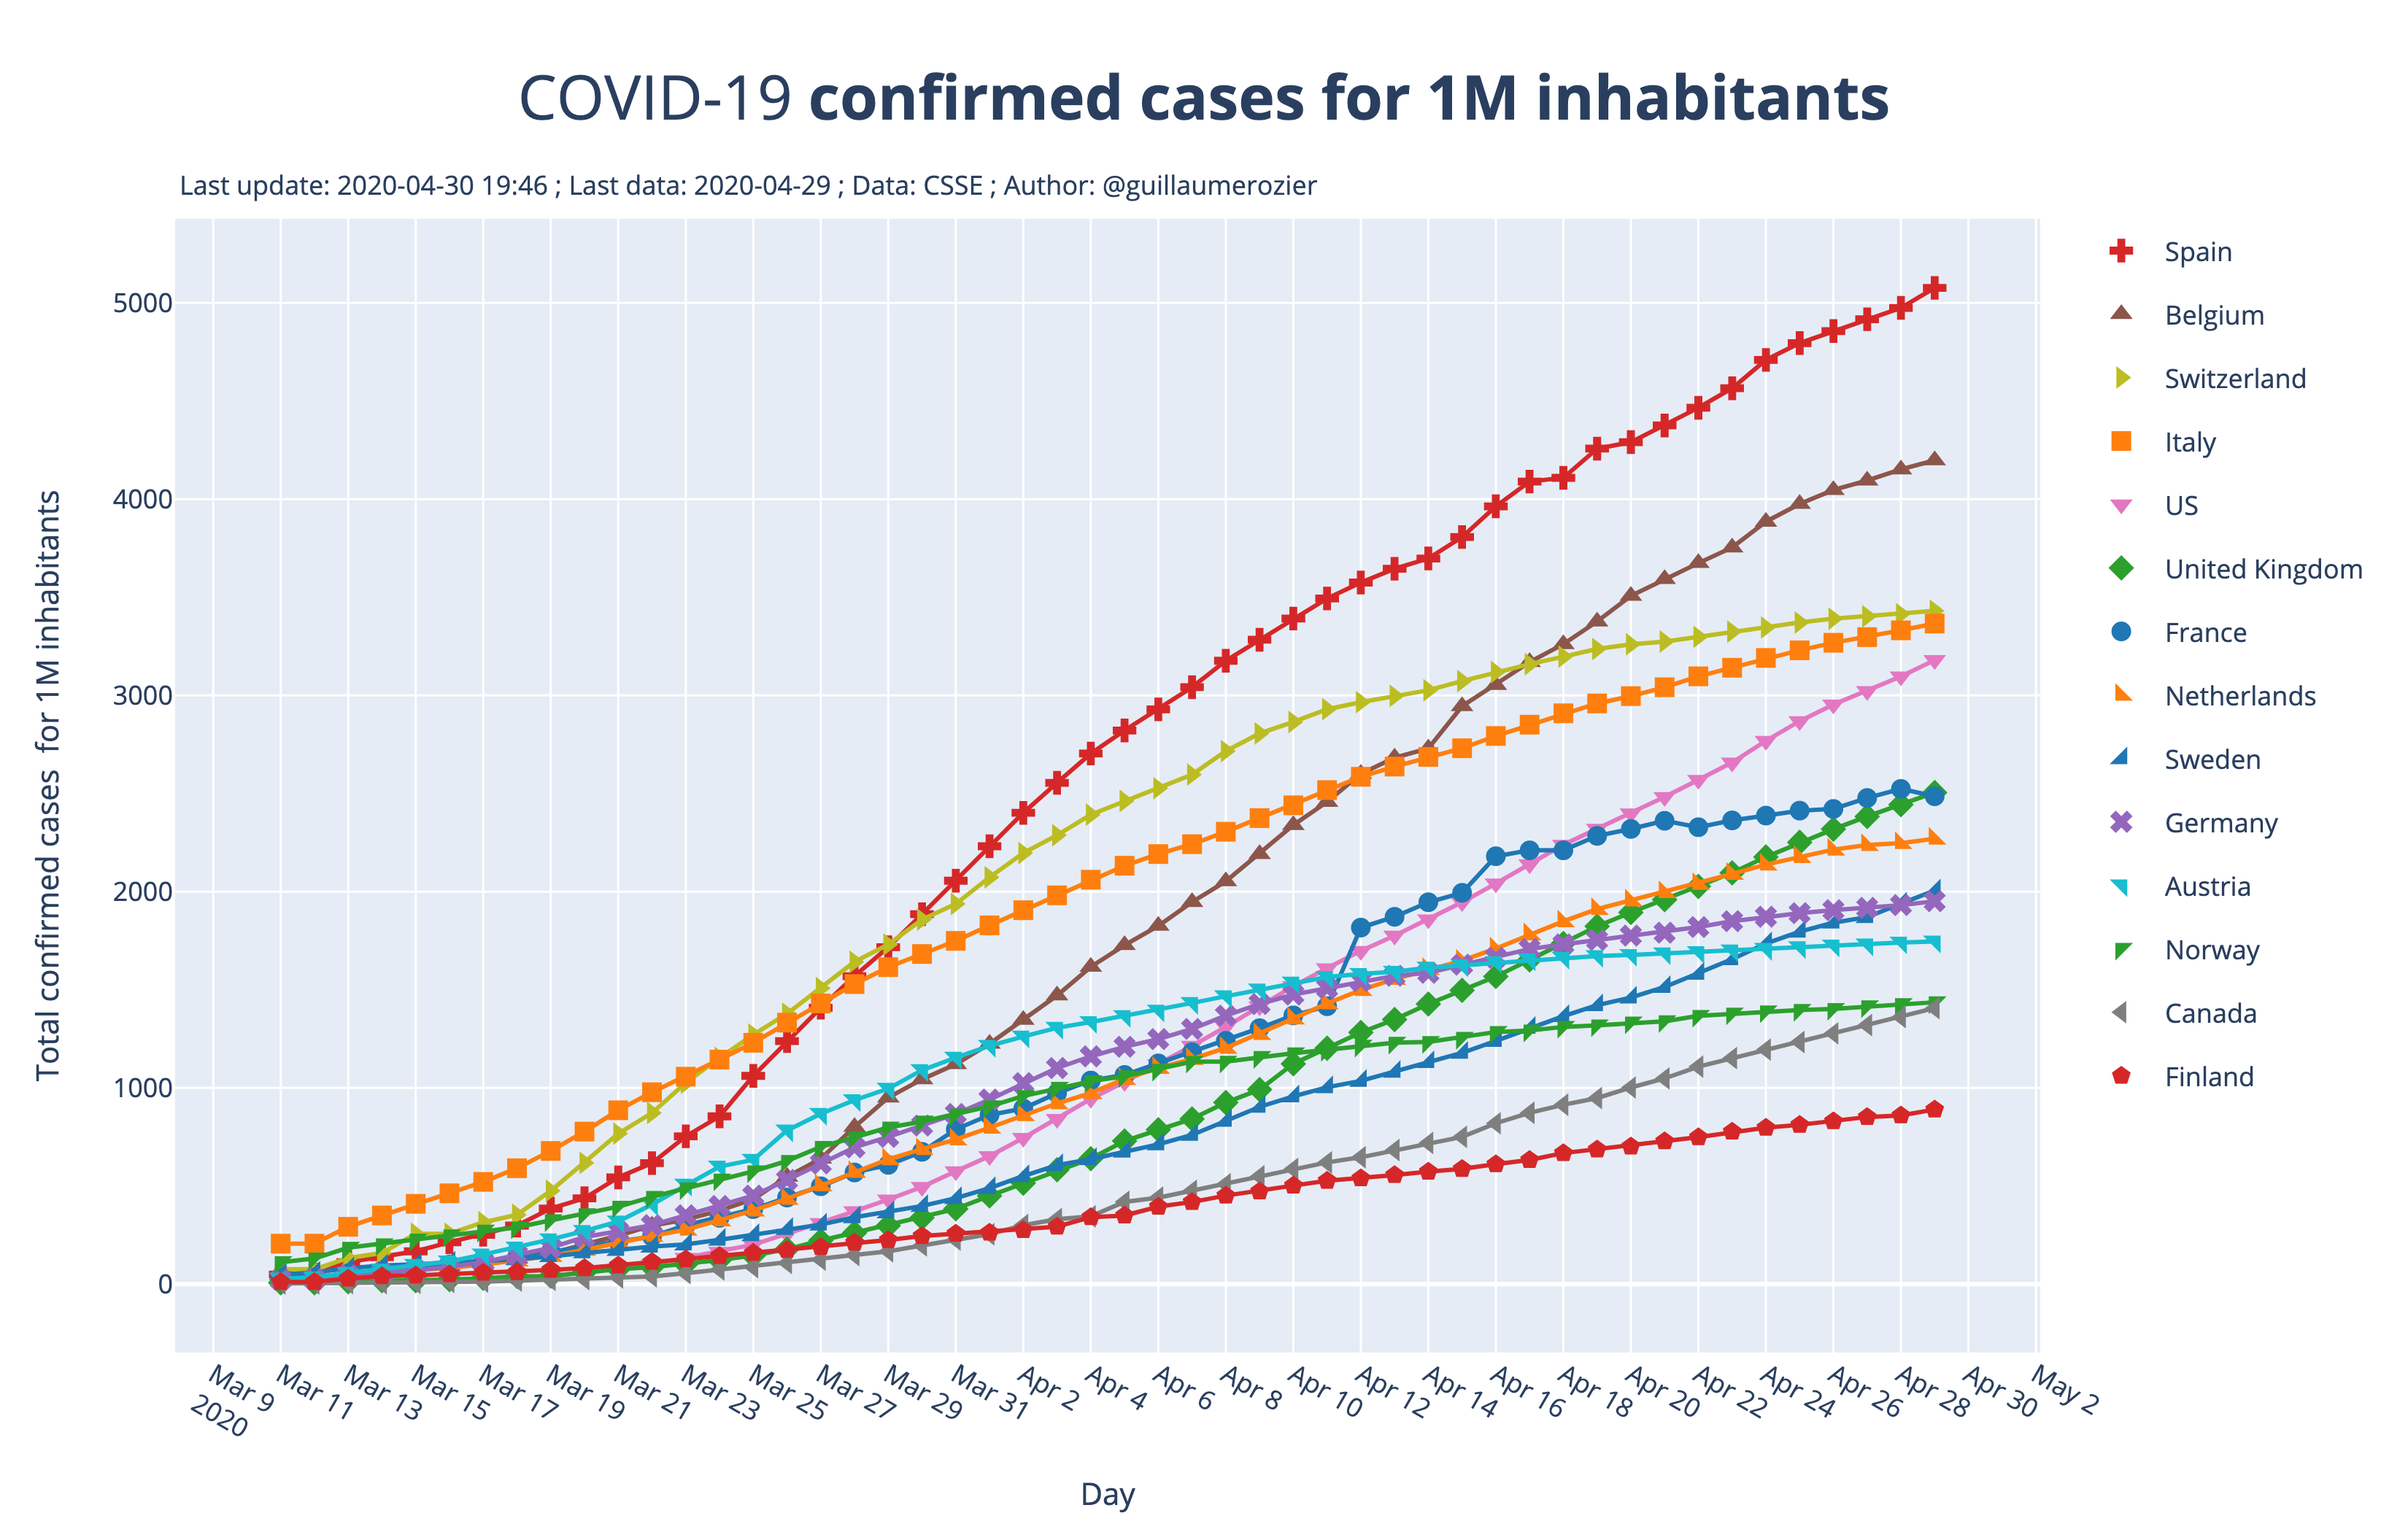 COVID-19 confirmed cases for 1M inhabitants
Last update: 2020-04-30 19:46 ; Last data: 2020-04-29 ; Data: CSSE ; Author: @guillaumerozier
Total confirmed cases for 1M inhabitants
5000
4000
3000
2000
1000
0
Mar 9
2020
Mar 11
Mar 13
Mar 15
Mar 17
Mar 19
Mar 21
Mar 23
Mar 25
Mar 27
Mar 29
Mar 31
Apr 2
Apr 4
Apr 6
Apr 8
Apr 10
Apr 12
Apr 14
Apr 16
Apr 18
Apr 20
Apr 22
Apr 24
Apr 26
Apr 28
Apr 30
May 2
Day
Spain
Belgium
Switzerland
Italy
US
United Kingdom
France
Netherlands
Sweden
Germany
Austria
Norway
Canada
Finland